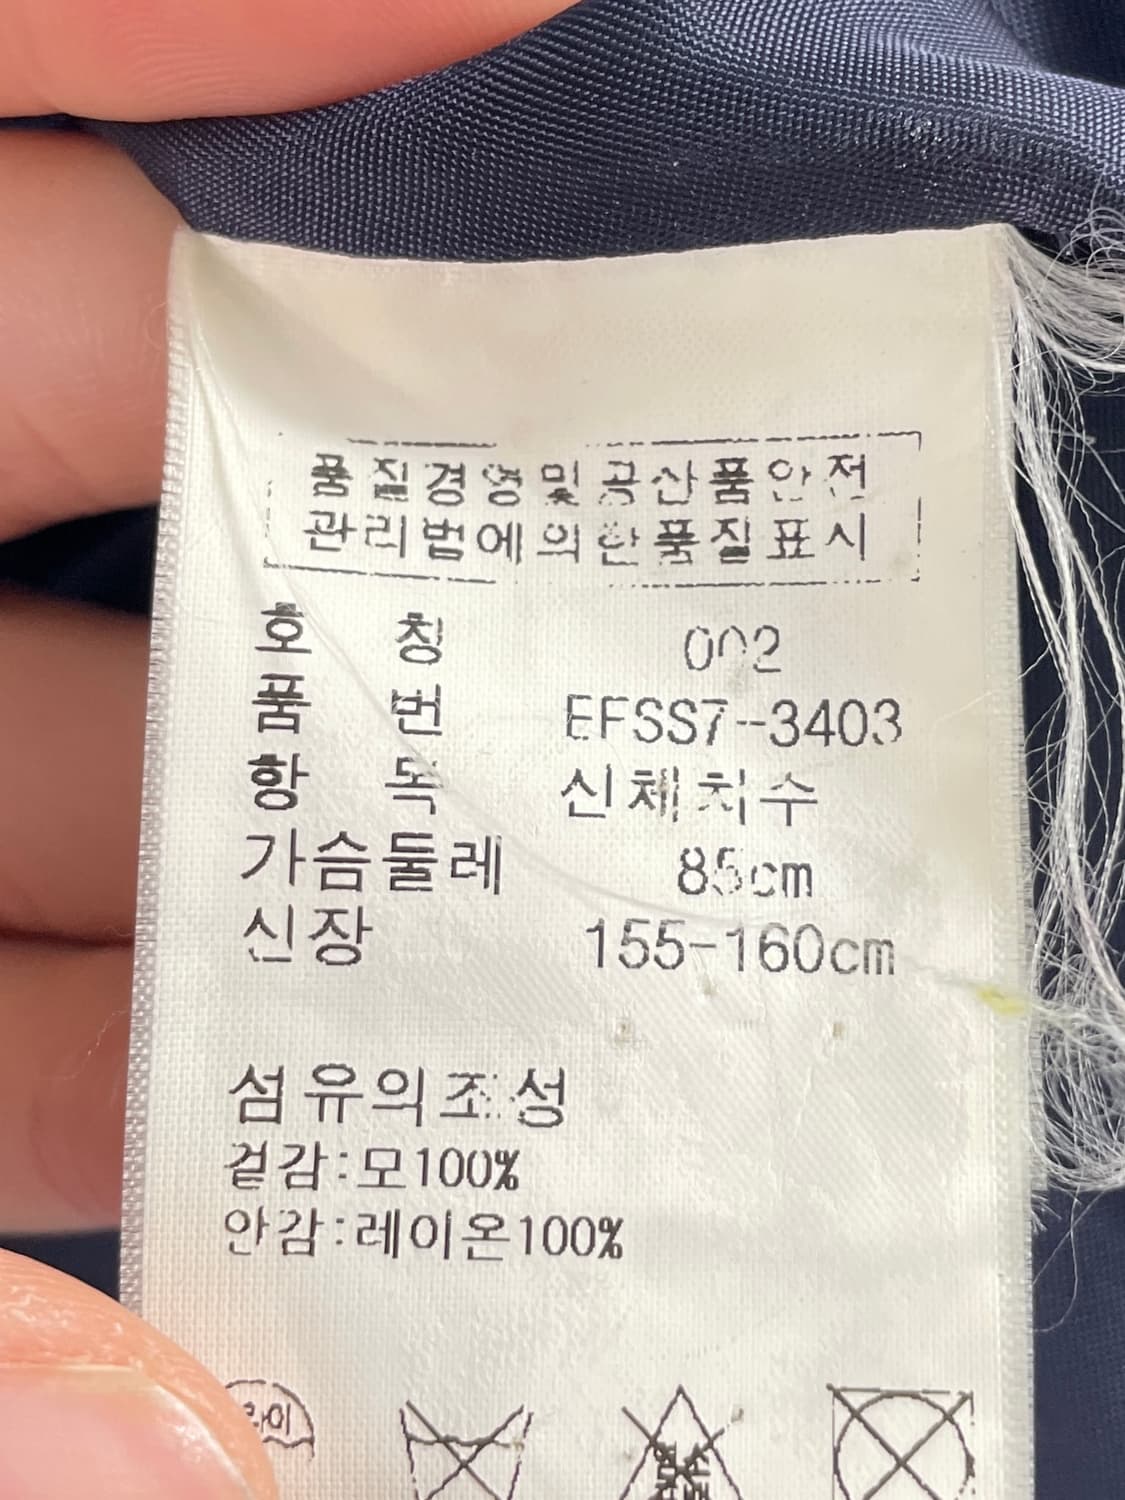 품질경영및공산품안전
관리법에의한품질표시
호 칭 002
품 번 EFSS7-3403
항 목 신체치수
가슴둘레 85cm
신장 155-160cm
섬유의조성
겉감:모100%
안감:레이온100%